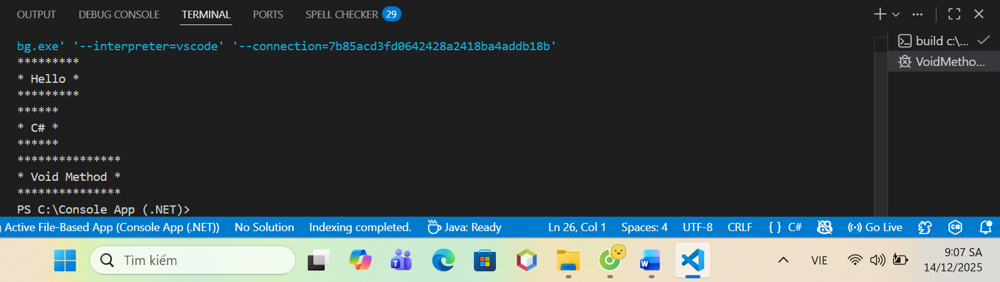 OUTPUT DEBUG CONSOLE TERMINAL PORTS SPELL CHECKER 29
bg.exe' '--interpreter=vscode' '--connection=7b85acd3fd0642428a2418ba4addb18b'
*********
* Hello *
*********
******
* C# *
******
***************
* Void Method *
***************
PS C:\Console App (.NET)>
build c:\...
VoidMetho...
Active File-Based App (Console App (.NET)) No Solution Indexing completed. Java: Ready Ln 26, Col 1 Spaces: 4 UTF-8 CRLF { } C# Go Live
Tìm kiếm
VIE
9:07 SA
14/12/2025